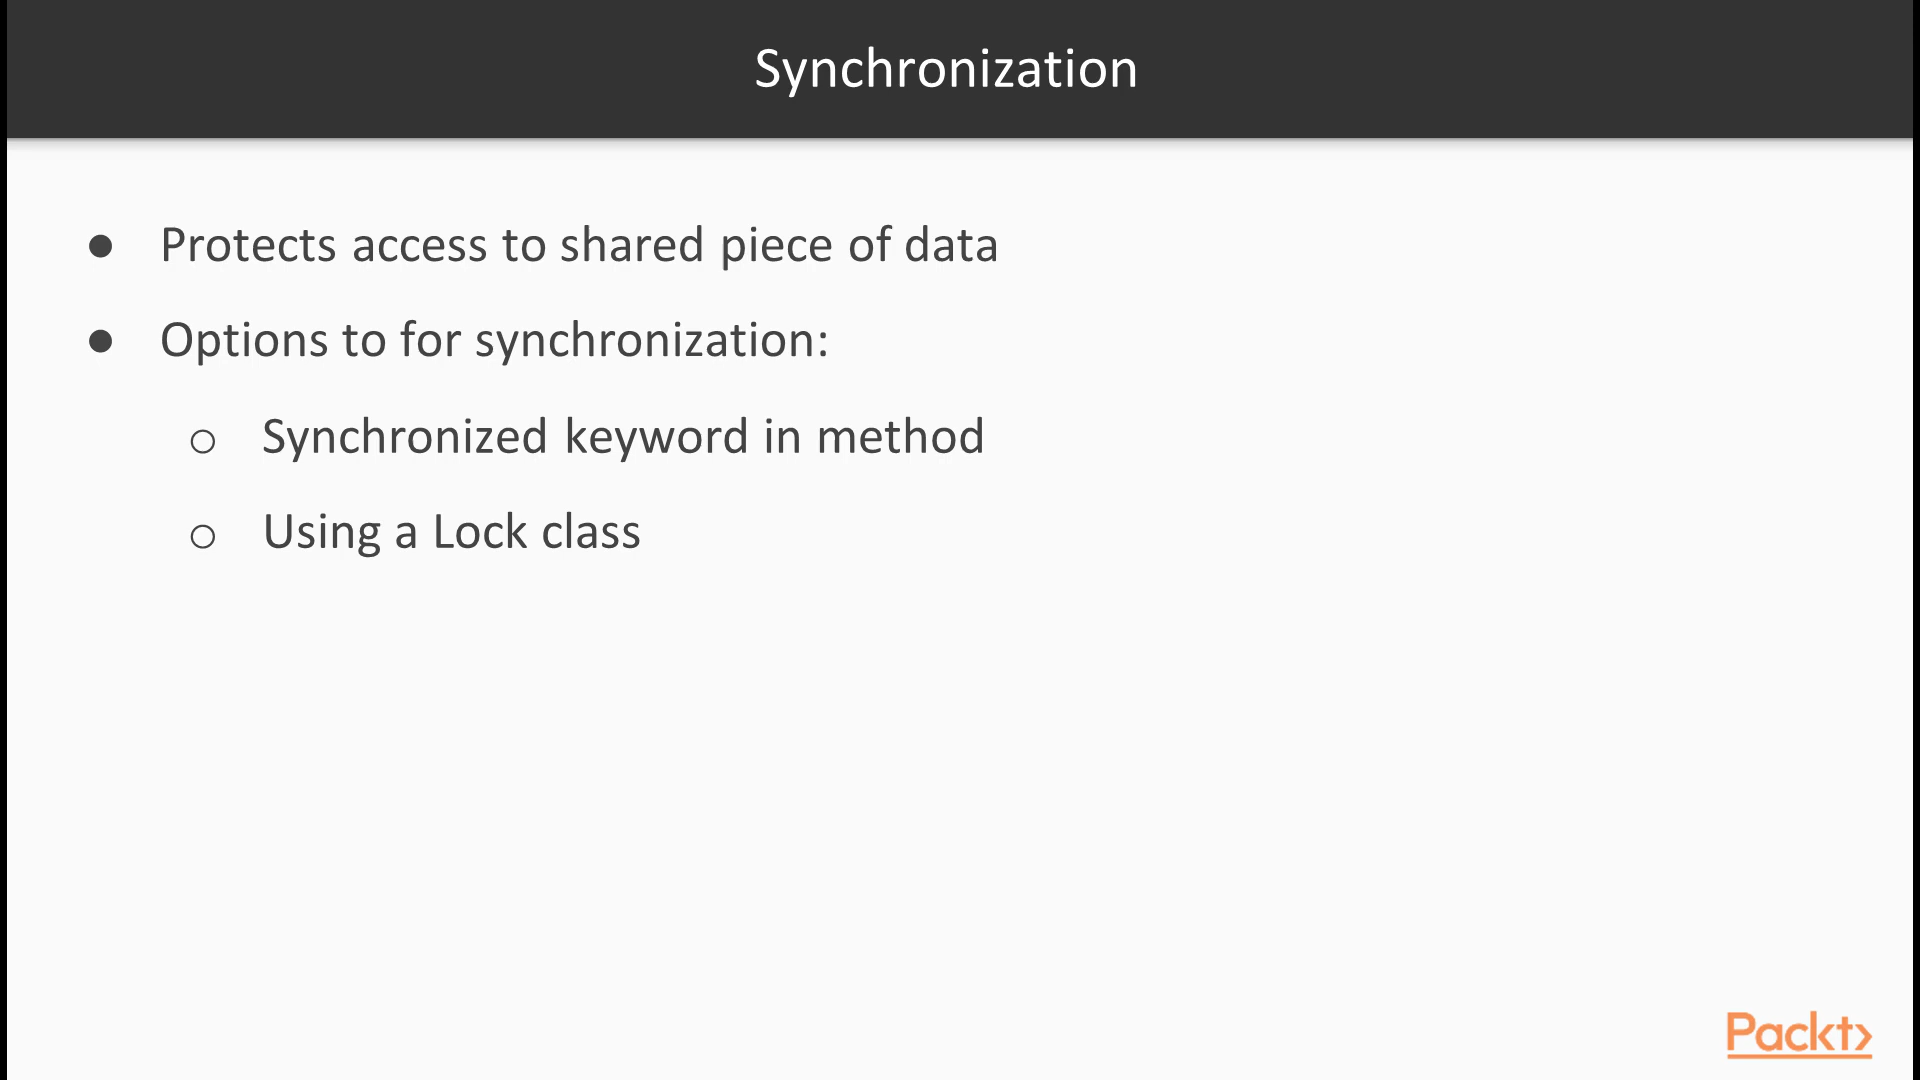 Synchronization
● Protects access to shared piece of data
● Options to for synchronization:
○ Synchronized keyword in method
○ Using a Lock class
Packt>